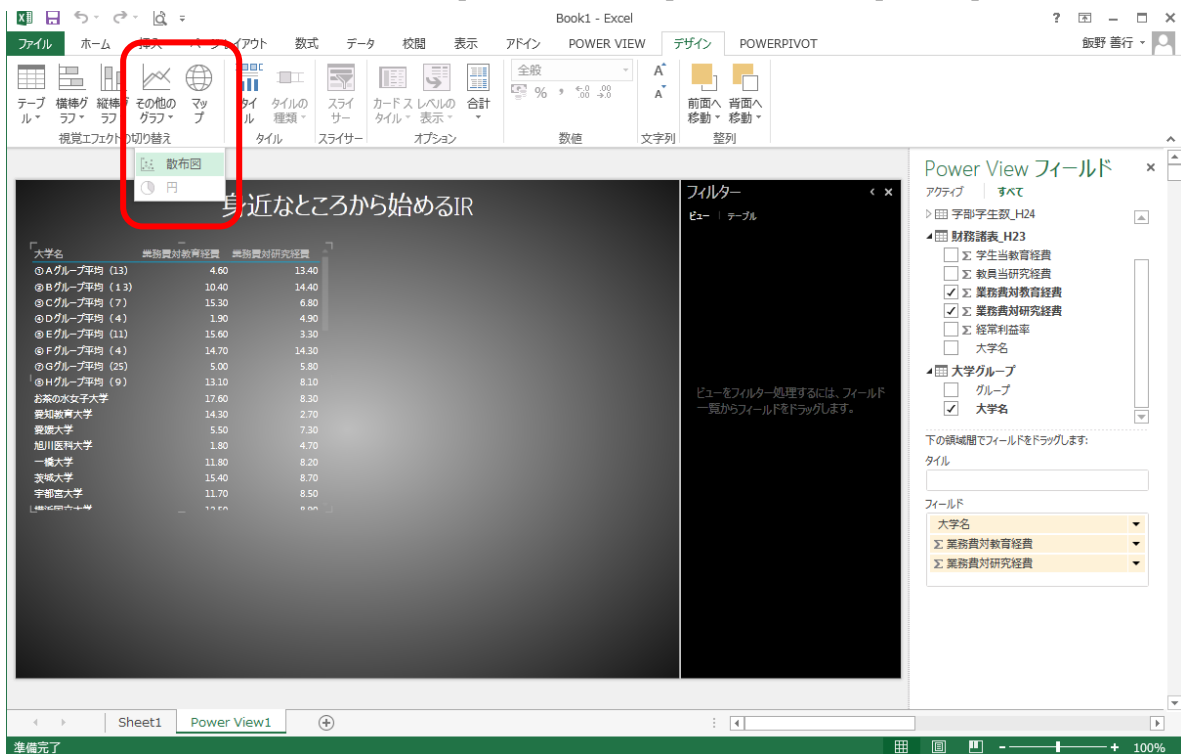 Book1 - Excel
ファイル ホーム 挿入 ページ レイアウト 数式 データ 校閲 表示 アドイン POWER VIEW デザイン POWERPIVOT 飯野 善行
テーブル 横棒グラフ 縦棒グラフ その他のグラフ マップ タイル タイルの種類 スライサー カード スタイル レベルの表示 合計 全般 前面へ移動 背面へ移動
視覚エフェクトの切り替え タイル スライサー オプション 数値 文字列 整列
散布図
円
身近なところから始めるIR
大学名 業務費対教育経費 業務費対研究経費
①Aグループ平均 (13) 4.60 13.40
②Bグループ平均 (13) 10.40 14.40
③Cグループ平均 (7) 15.30 6.80
④Dグループ平均 (4) 1.90 4.90
⑤Eグループ平均 (11) 15.60 3.30
⑥Fグループ平均 (4) 14.70 14.30
⑦Gグループ平均 (25) 5.00 5.80
⑧Hグループ平均 (9) 13.10 8.10
お茶の水女子大学 17.60 8.30
愛知教育大学 14.30 2.70
愛媛大学 5.50 7.30
旭川医科大学 1.80 4.70
一橋大学 11.80 8.20
茨城大学 15.40 8.70
宇都宮大学 11.70 8.50
フィルター
ビュー | テーブル
ビューをフィルター処理するには、フィールド
一覧からフィールドをドラッグします。
Power View フィールド
アクティブ すべて
学部学生数_H24
財務諸表_H23
Σ 学生当教育経費
Σ 教員当研究経費
Σ 業務費対教育経費
Σ 業務費対研究経費
Σ 経常利益率
大学名
大学グループ
グループ
大学名
下の領域間でフィールドをドラッグします:
タイル
フィールド
大学名
Σ 業務費対教育経費
Σ 業務費対研究経費
Sheet1 Power View1
準備完了 100%